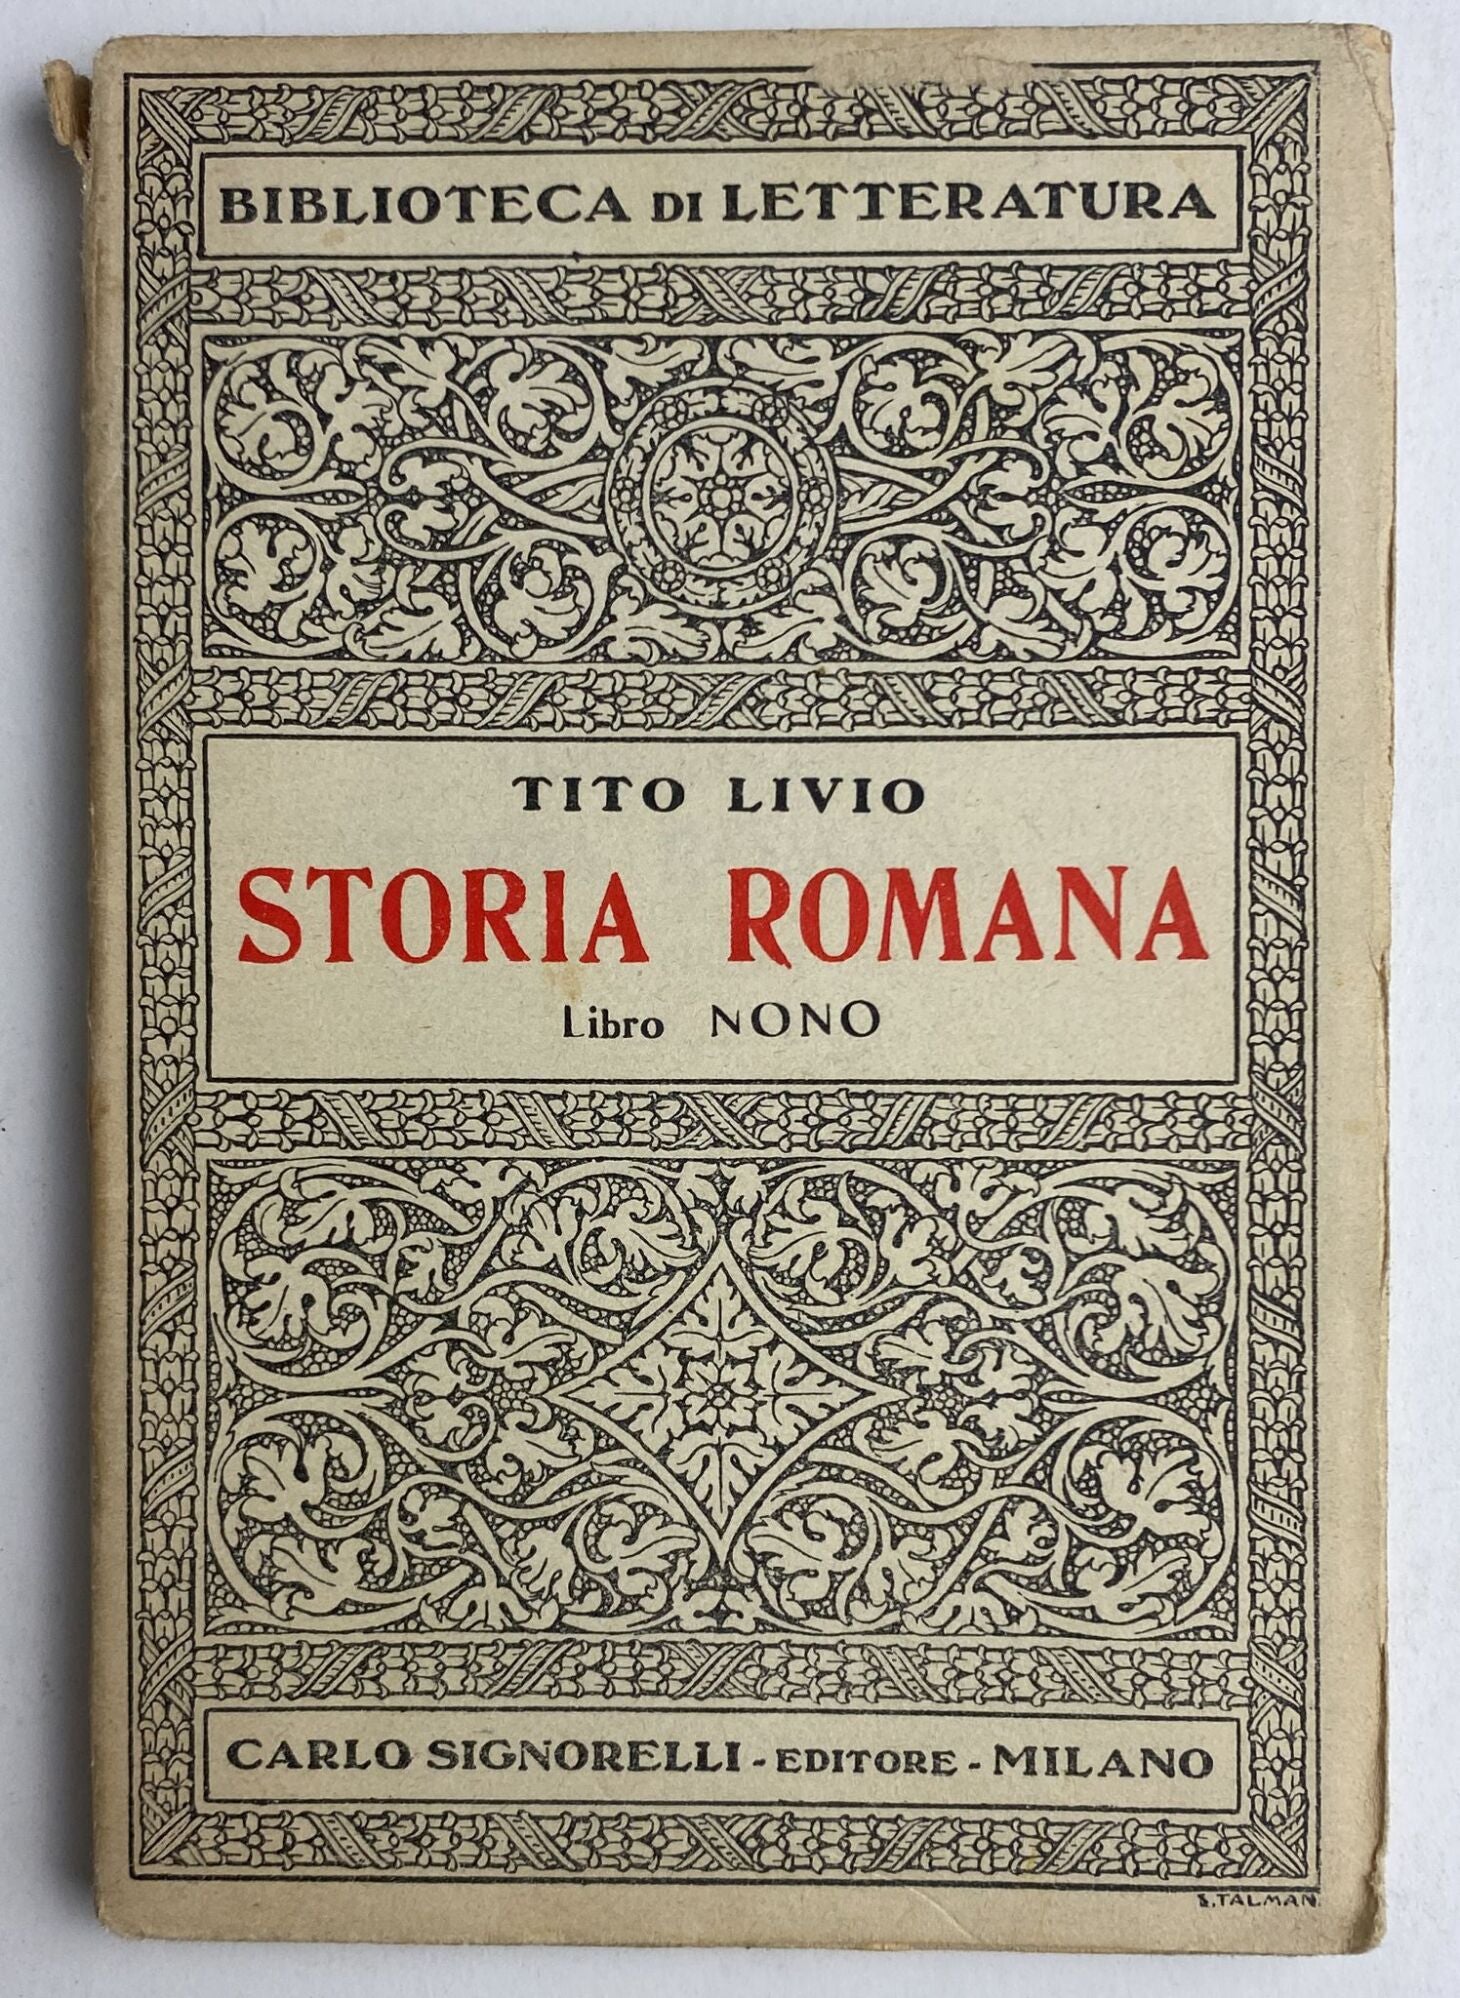 BIBLIOTECA DI LETTERATURA
TITO LIVIO
STORIA ROMANA
Libro NONO
CARLO SIGNORELLI - EDITORE - MILANO
S. TALMAN.